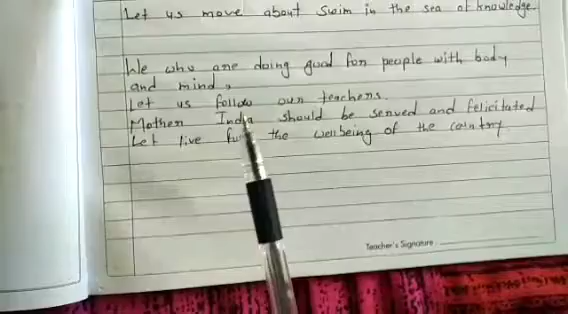 Let us move about swim in the sea of knowledge.
We who are doing good for people with body
and mind,
Let us follow our teachers.
Mother India should be served and felicitated
Let live for the wellbeing of the country.
Teacher's Signature